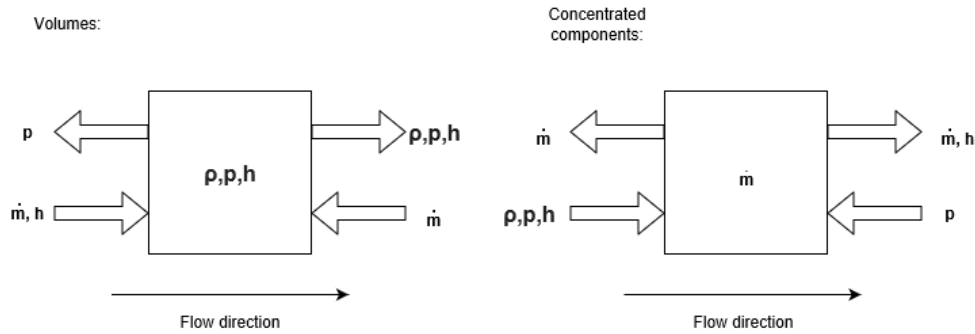 Volumes:
Concentrated
components:
p
ρ,p,h
ρ,p,h
ṁ, h
ṁ
Flow direction
ṁ
ṁ, h
ṁ
ρ,p,h
p
Flow direction